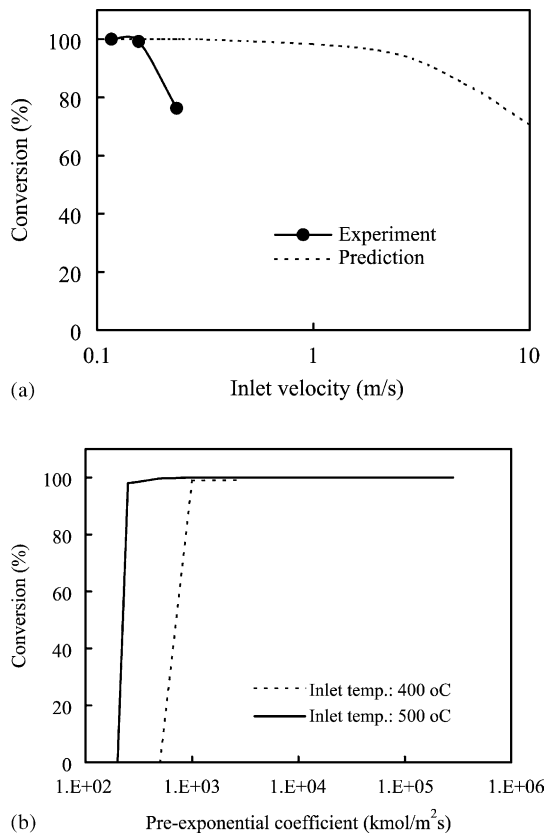 100
80
60
40
20
0
Conversion (%)
Experiment
Prediction
0.1
1
10
(a)
Inlet velocity (m/s)
100
80
60
40
20
0
Conversion (%)
Inlet temp.: 400 oC
Inlet temp.: 500 oC
1.E+02
1.E+03
1.E+04
1.E+05
1.E+06
(b)
Pre-exponential coefficient (kmol/m²s)